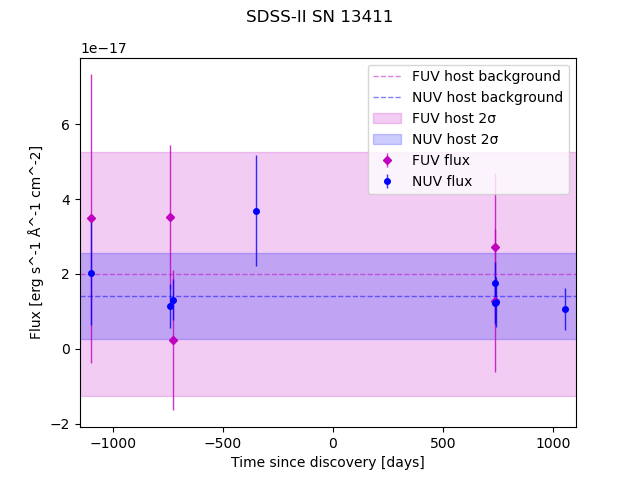 SDSS-II SN 13411
1e−17
FUV host background
NUV host background
FUV host 2σ
NUV host 2σ
FUV flux
NUV flux
6
4
2
0
−2
Flux [erg s^-1 Å^-1 cm^-2]
−1000
−500
0
500
1000
Time since discovery [days]